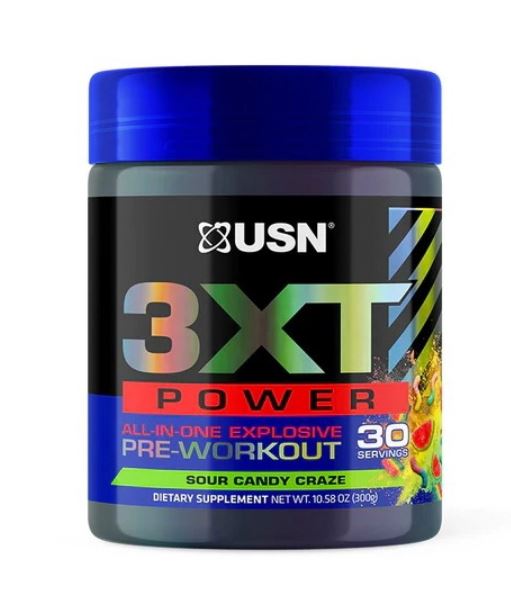 USN®
3XT
POWER
ALL-IN-ONE EXPLOSIVE
PRE-WORKOUT
30
SERVINGS
SOUR CANDY CRAZE
DIETARY SUPPLEMENT NET WT. 10.58 OZ (300g)